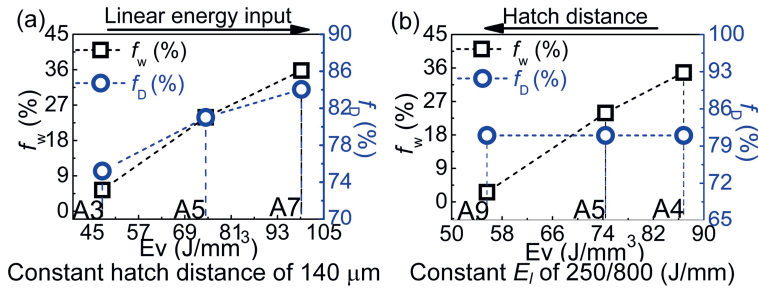 (a)
Linear energy input
f_w (%)
f_D (%)
f_w (%)
45
36
27
18
9
0
86
82
78
74
70
f_D (%)
A3
A5
A7
45 57 69 81 93 105
Ev (J/mm³)
Constant hatch distance of 140 μm
(b)
Hatch distance
f_w (%)
f_D (%)
f_w (%)
45
36
27
18
9
0
100
93
86
79
72
65
f_D (%)
A9
A5
A4
50 58 66 74 82 90
Ev (J/mm³)
Constant E_l of 250/800 (J/mm)